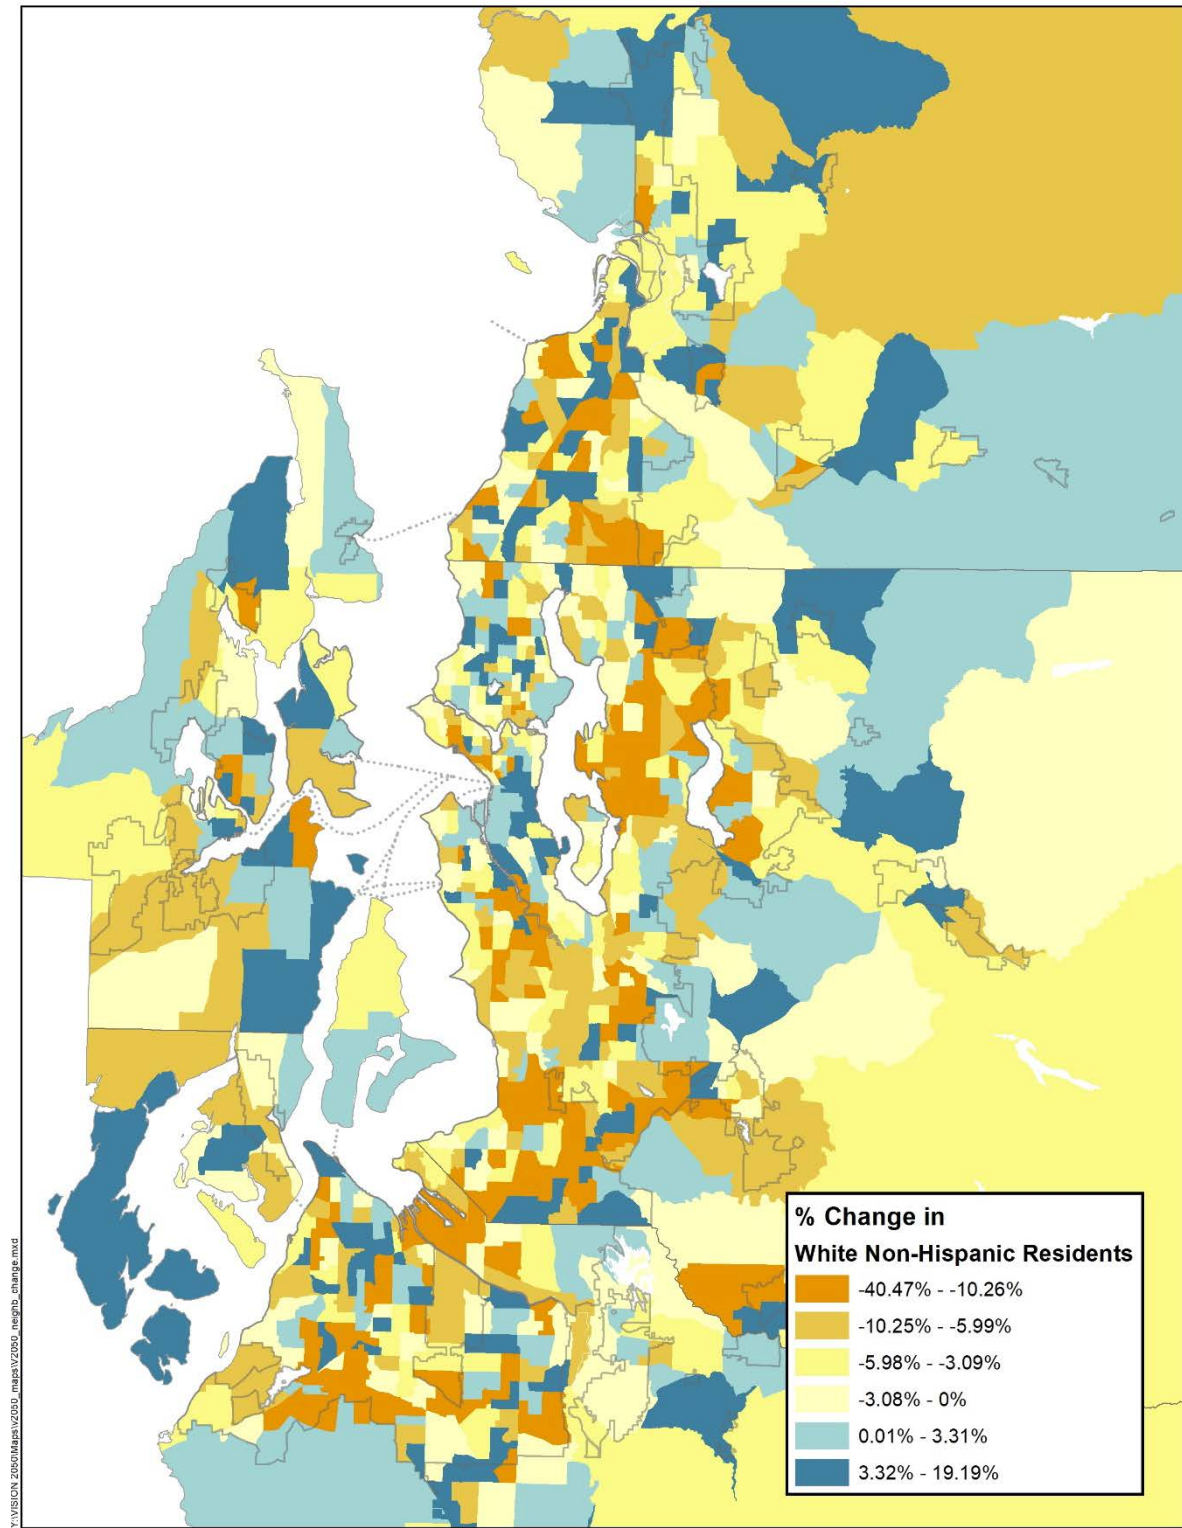 % Change in
White Non-Hispanic Residents
-40.47% - -10.26%
-10.25% - -5.99%
-5.98% - -3.09%
-3.08% - 0%
0.01% - 3.31%
3.32% - 19.19%
Y:\VISION 2050\Maps\v2050_maps\V2050_neighb_change.mxd